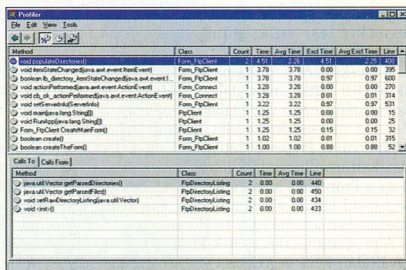 Profiler
File Edit View Tools
Method Class Count Time Avg Time Excl Time Avg Excl Time Line
void populateDirectories() Form_FtpClient 2 4.51 2.26 4.51 2.25 408
void itemStateChanged(java.awt.event.ItemEvent) Form_FtpClient 1 3.78 3.78 0.00 0.00 395
boolean lb_directory_itemStateChanged(java.awt.event.I... Form_FtpClient 1 3.78 3.78 0.97 0.97 600
void actionPerformed(java.awt.event.ActionEvent) Form_Connect 1 3.28 3.28 0.00 0.00 270
void cb_ok_actionPerformed(java.awt.event.ActionEvent) Form_Connect 1 3.28 3.28 0.01 0.01 314
void setServerInfo(ServerInfo) Form_FtpClient 1 3.22 3.22 0.97 0.97 531
void main(java.lang.String[]) FtpClient 1 1.25 1.25 0.00 0.00 15
void RunApp(java.lang.String[]) FtpClient 1 1.25 1.25 0.00 0.00 25
Form_FtpClient CreateMainForm() FtpClient 1 1.25 1.25 0.15 0.15 32
boolean create() Form_FtpClient 1 1.02 1.02 0.01 0.01 315
boolean createTheForm() Form_FtpClient 1 1.00 1.00 0.88 0.88 52
Calls To Calls From
Method Class Count Time Avg Time Line
java.util.Vector getParsedDirectories() FtpDirectoryListing 2 0.00 0.00 440
java.util.Vector getParsedFiles() FtpDirectoryListing 2 0.00 0.00 450
void setRawDirectoryListing(java.util.Vector) FtpDirectoryListing 2 0.00 0.00 434
void <init>() FtpDirectoryListing 2 0.00 0.00 433